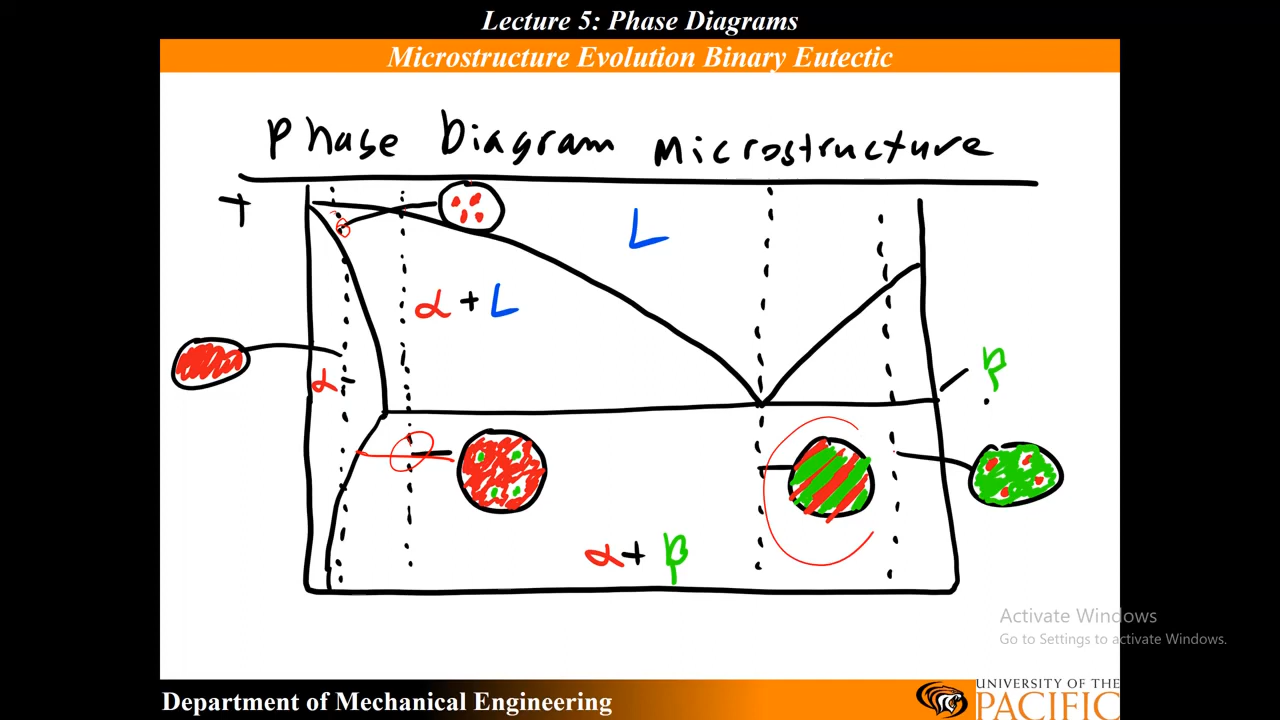 Lecture 5: Phase Diagrams
Microstructure Evolution Binary Eutectic
Phase Diagram Microstructure
T
L
α + L
α
β
α + β
Activate Windows
Go to Settings to activate Windows.
Department of Mechanical Engineering
UNIVERSITY OF THE
PACIFIC